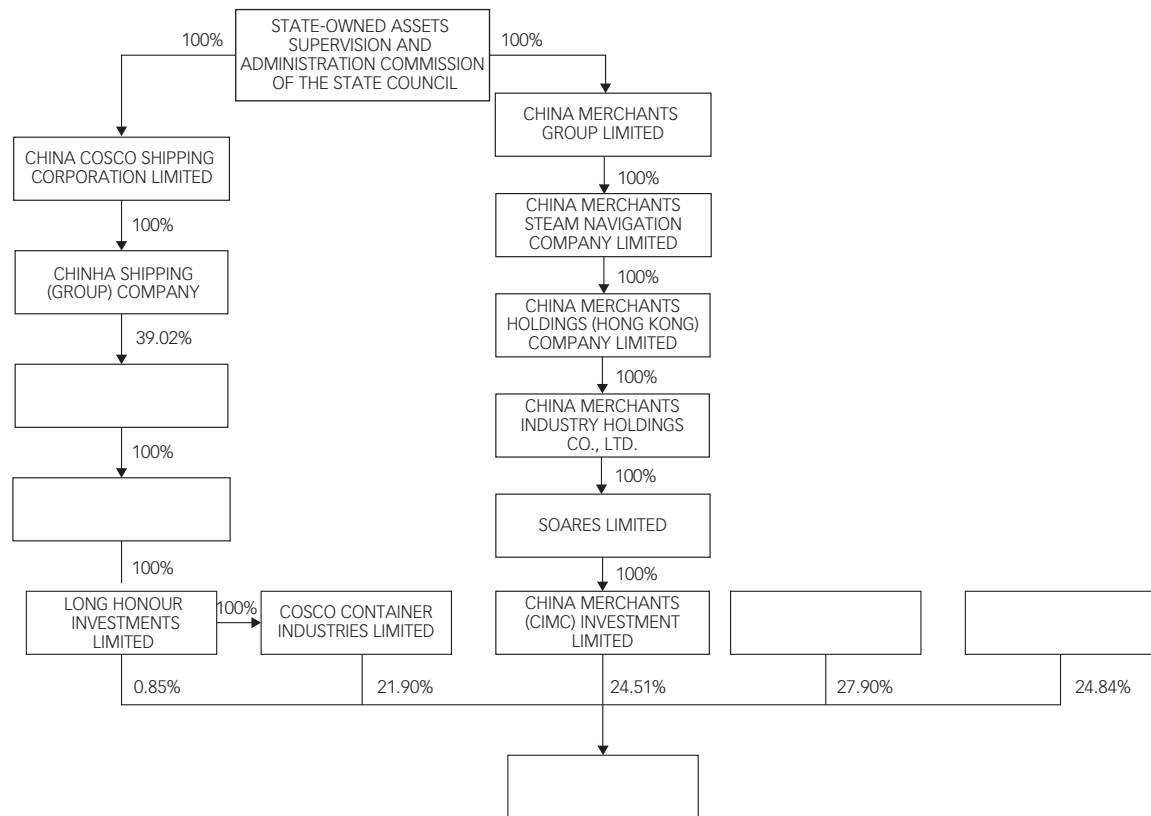 100%
STATE-OWNED ASSETS
SUPERVISION AND
ADMINISTRATION COMMISSION
OF THE STATE COUNCIL
100%
CHINA MERCHANTS
GROUP LIMITED
CHINA COSCO SHIPPING
CORPORATION LIMITED
100%
CHINA MERCHANTS
STEAM NAVIGATION
COMPANY LIMITED
100%
CHINHA SHIPPING
(GROUP) COMPANY
100%
CHINA MERCHANTS
HOLDINGS (HONG KONG)
COMPANY LIMITED
39.02%
100%
CHINA MERCHANTS
INDUSTRY HOLDINGS
CO., LTD.
100%
100%
SOARES LIMITED
100%
100%
LONG HONOUR
INVESTMENTS
LIMITED
100%
COSCO CONTAINER
INDUSTRIES LIMITED
CHINA MERCHANTS
(CIMC) INVESTMENT
LIMITED
0.85%
21.90%
24.51%
27.90%
24.84%